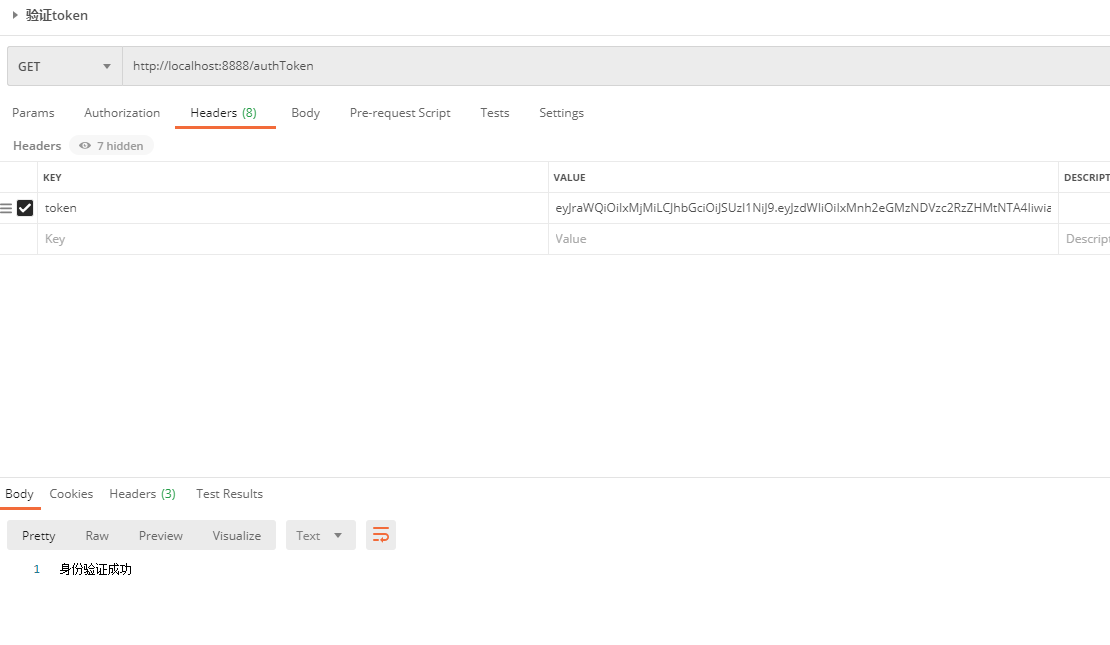 验证token
GET http://localhost:8888/authToken
Params Authorization Headers (8) Body Pre-request Script Tests Settings
Headers 7 hidden
KEY VALUE DESCRIPT
token eyJraWQiOiIxMjMiLCJhbGciOiJSUzI1NiJ9.eyJzdWIiOiIxMnh2eGMzNDVzc2RzZHMtNTA4Iiwia
Key Value Descript
Body Cookies Headers (3) Test Results
Pretty Raw Preview Visualize Text
1 身份验证成功